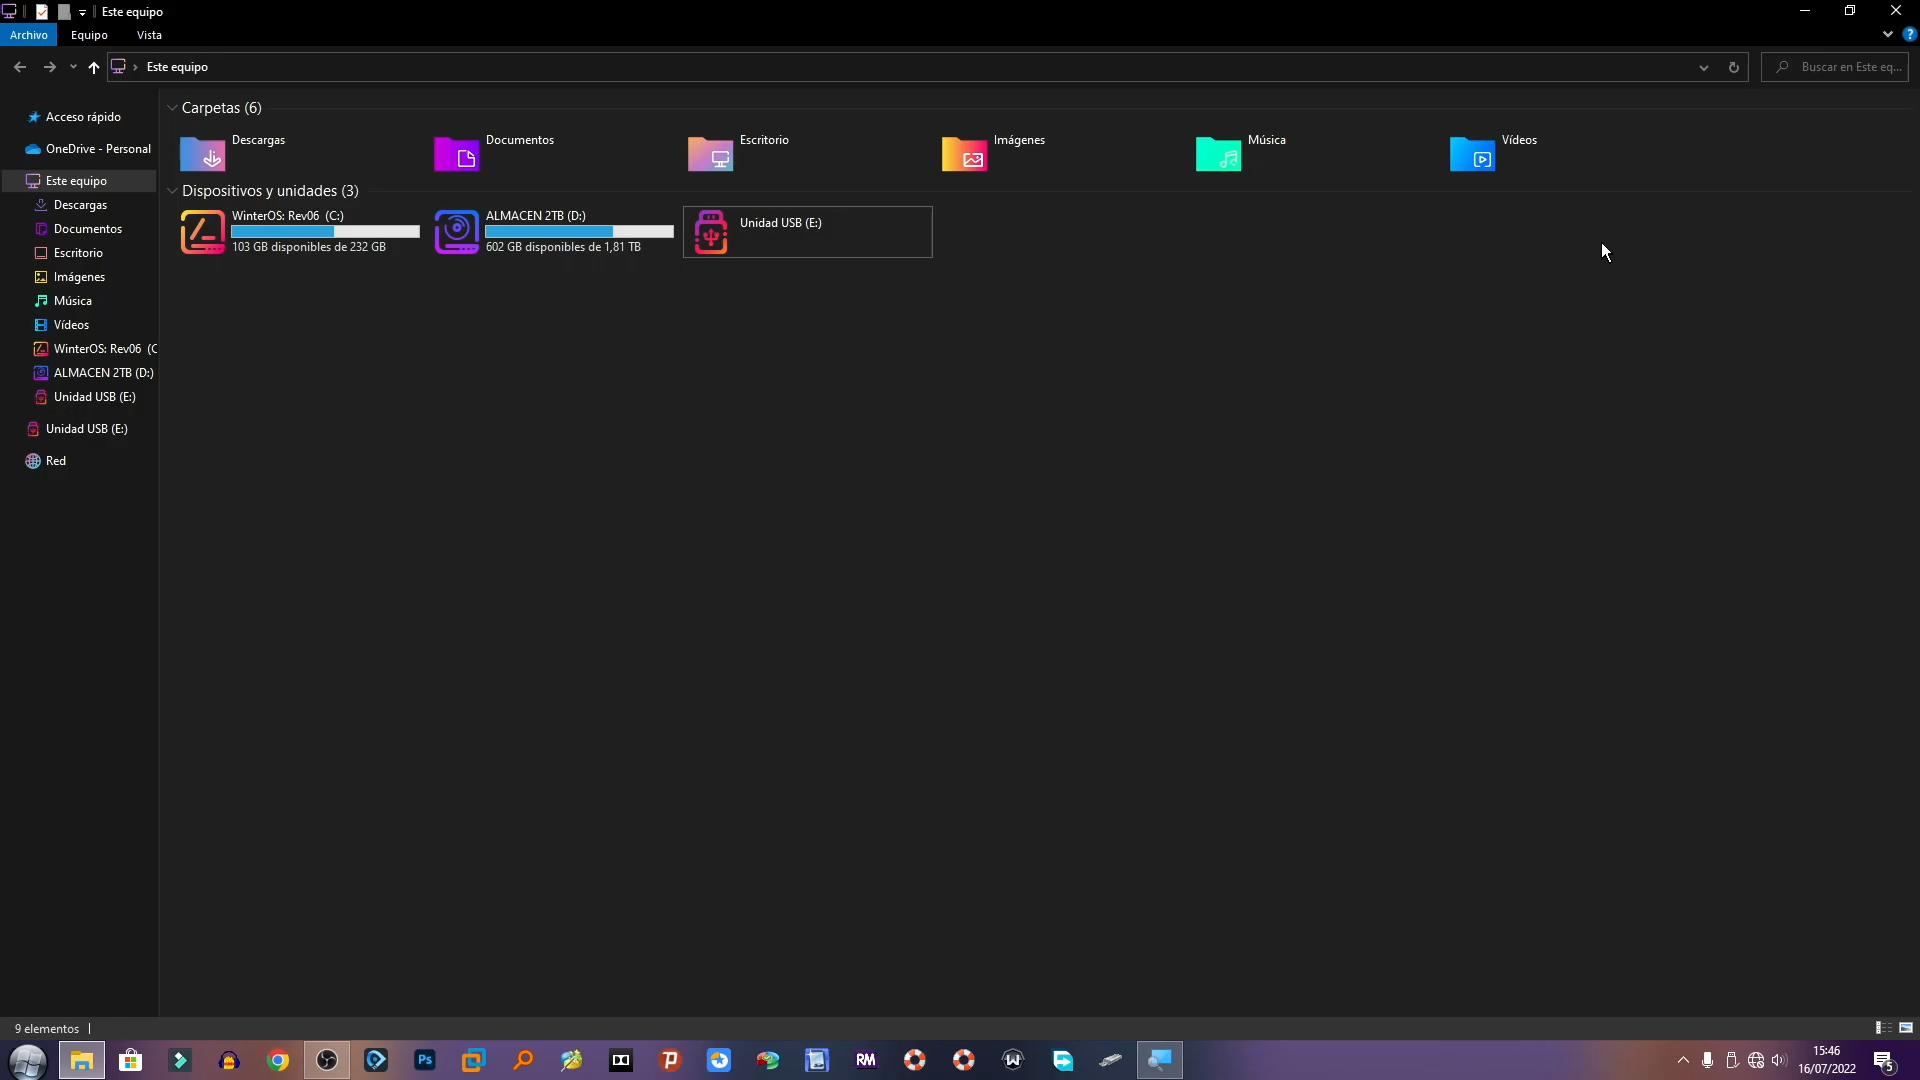 Este equipo
Archivo Equipo Vista ?
Este equipo Buscar en Este eq...
Acceso rápido
OneDrive - Personal
Este equipo
Descargas
Documentos
Escritorio
Imágenes
Música
Vídeos
WinterOS: Rev06 (C
ALMACEN 2TB (D:)
Unidad USB (E:)
Unidad USB (E:)
Red
Carpetas (6)
Descargas
Documentos
Escritorio
Imágenes
Música
Vídeos
Dispositivos y unidades (3)
WinterOS: Rev06 (C:)
103 GB disponibles de 232 GB
ALMACEN 2TB (D:)
602 GB disponibles de 1,81 TB
Unidad USB (E:)
9 elementos
Ps
RM
15:46
16/07/2022
5